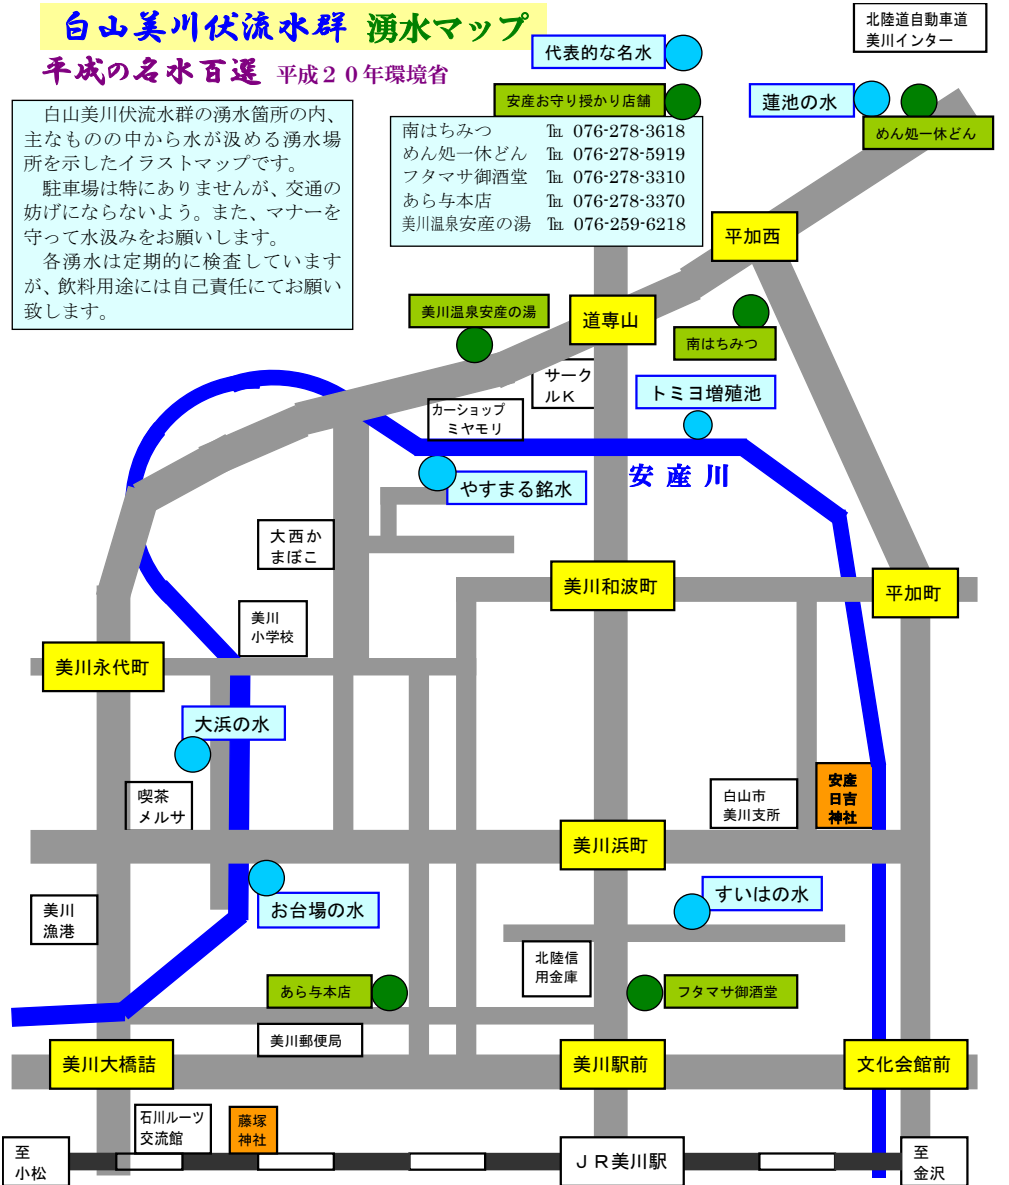 白山美川伏流水群 湧水マップ
平成の名水百選 平成20年環境省
白山美川伏流水群の湧水箇所の内、
主なものの中から水が汲める湧水場
所を示したイラストマップです。
駐車場は特にありませんが、交通の
妨げにならないよう。また、マナーを
守って水汲みをお願いします。
各湧水は定期的に検査しています
が、飲料用途には自己責任にてお願い
致します。
代表的な名水
安産お守り授かり店舗
南はちみつ ℡ 076-278-3618
めん処一休どん ℡ 076-278-5919
フタマサ御酒堂 ℡ 076-278-3310
あら与本店 ℡ 076-278-3370
美川温泉安産の湯 ℡ 076-259-6218
北陸道自動車道
美川インター
蓮池の水
めん処一休どん
平加西
美川温泉安産の湯
道専山
南はちみつ
サーク
ルK
トミヨ増殖池
カーショップ
ミヤモリ
安産川
やすまる銘水
大西か
まぼこ
美川和波町
平加町
美川
小学校
美川永代町
大浜の水
喫茶
メルサ
白山市
美川支所
安産
日吉
神社
美川浜町
美川
漁港
お台場の水
すいはの水
北陸信
用金庫
あら与本店
フタマサ御酒堂
美川郵便局
美川大橋詰
美川駅前
文化会館前
石川ルーツ
交流館
藤塚
神社
至
小松
JR美川駅
至
金沢